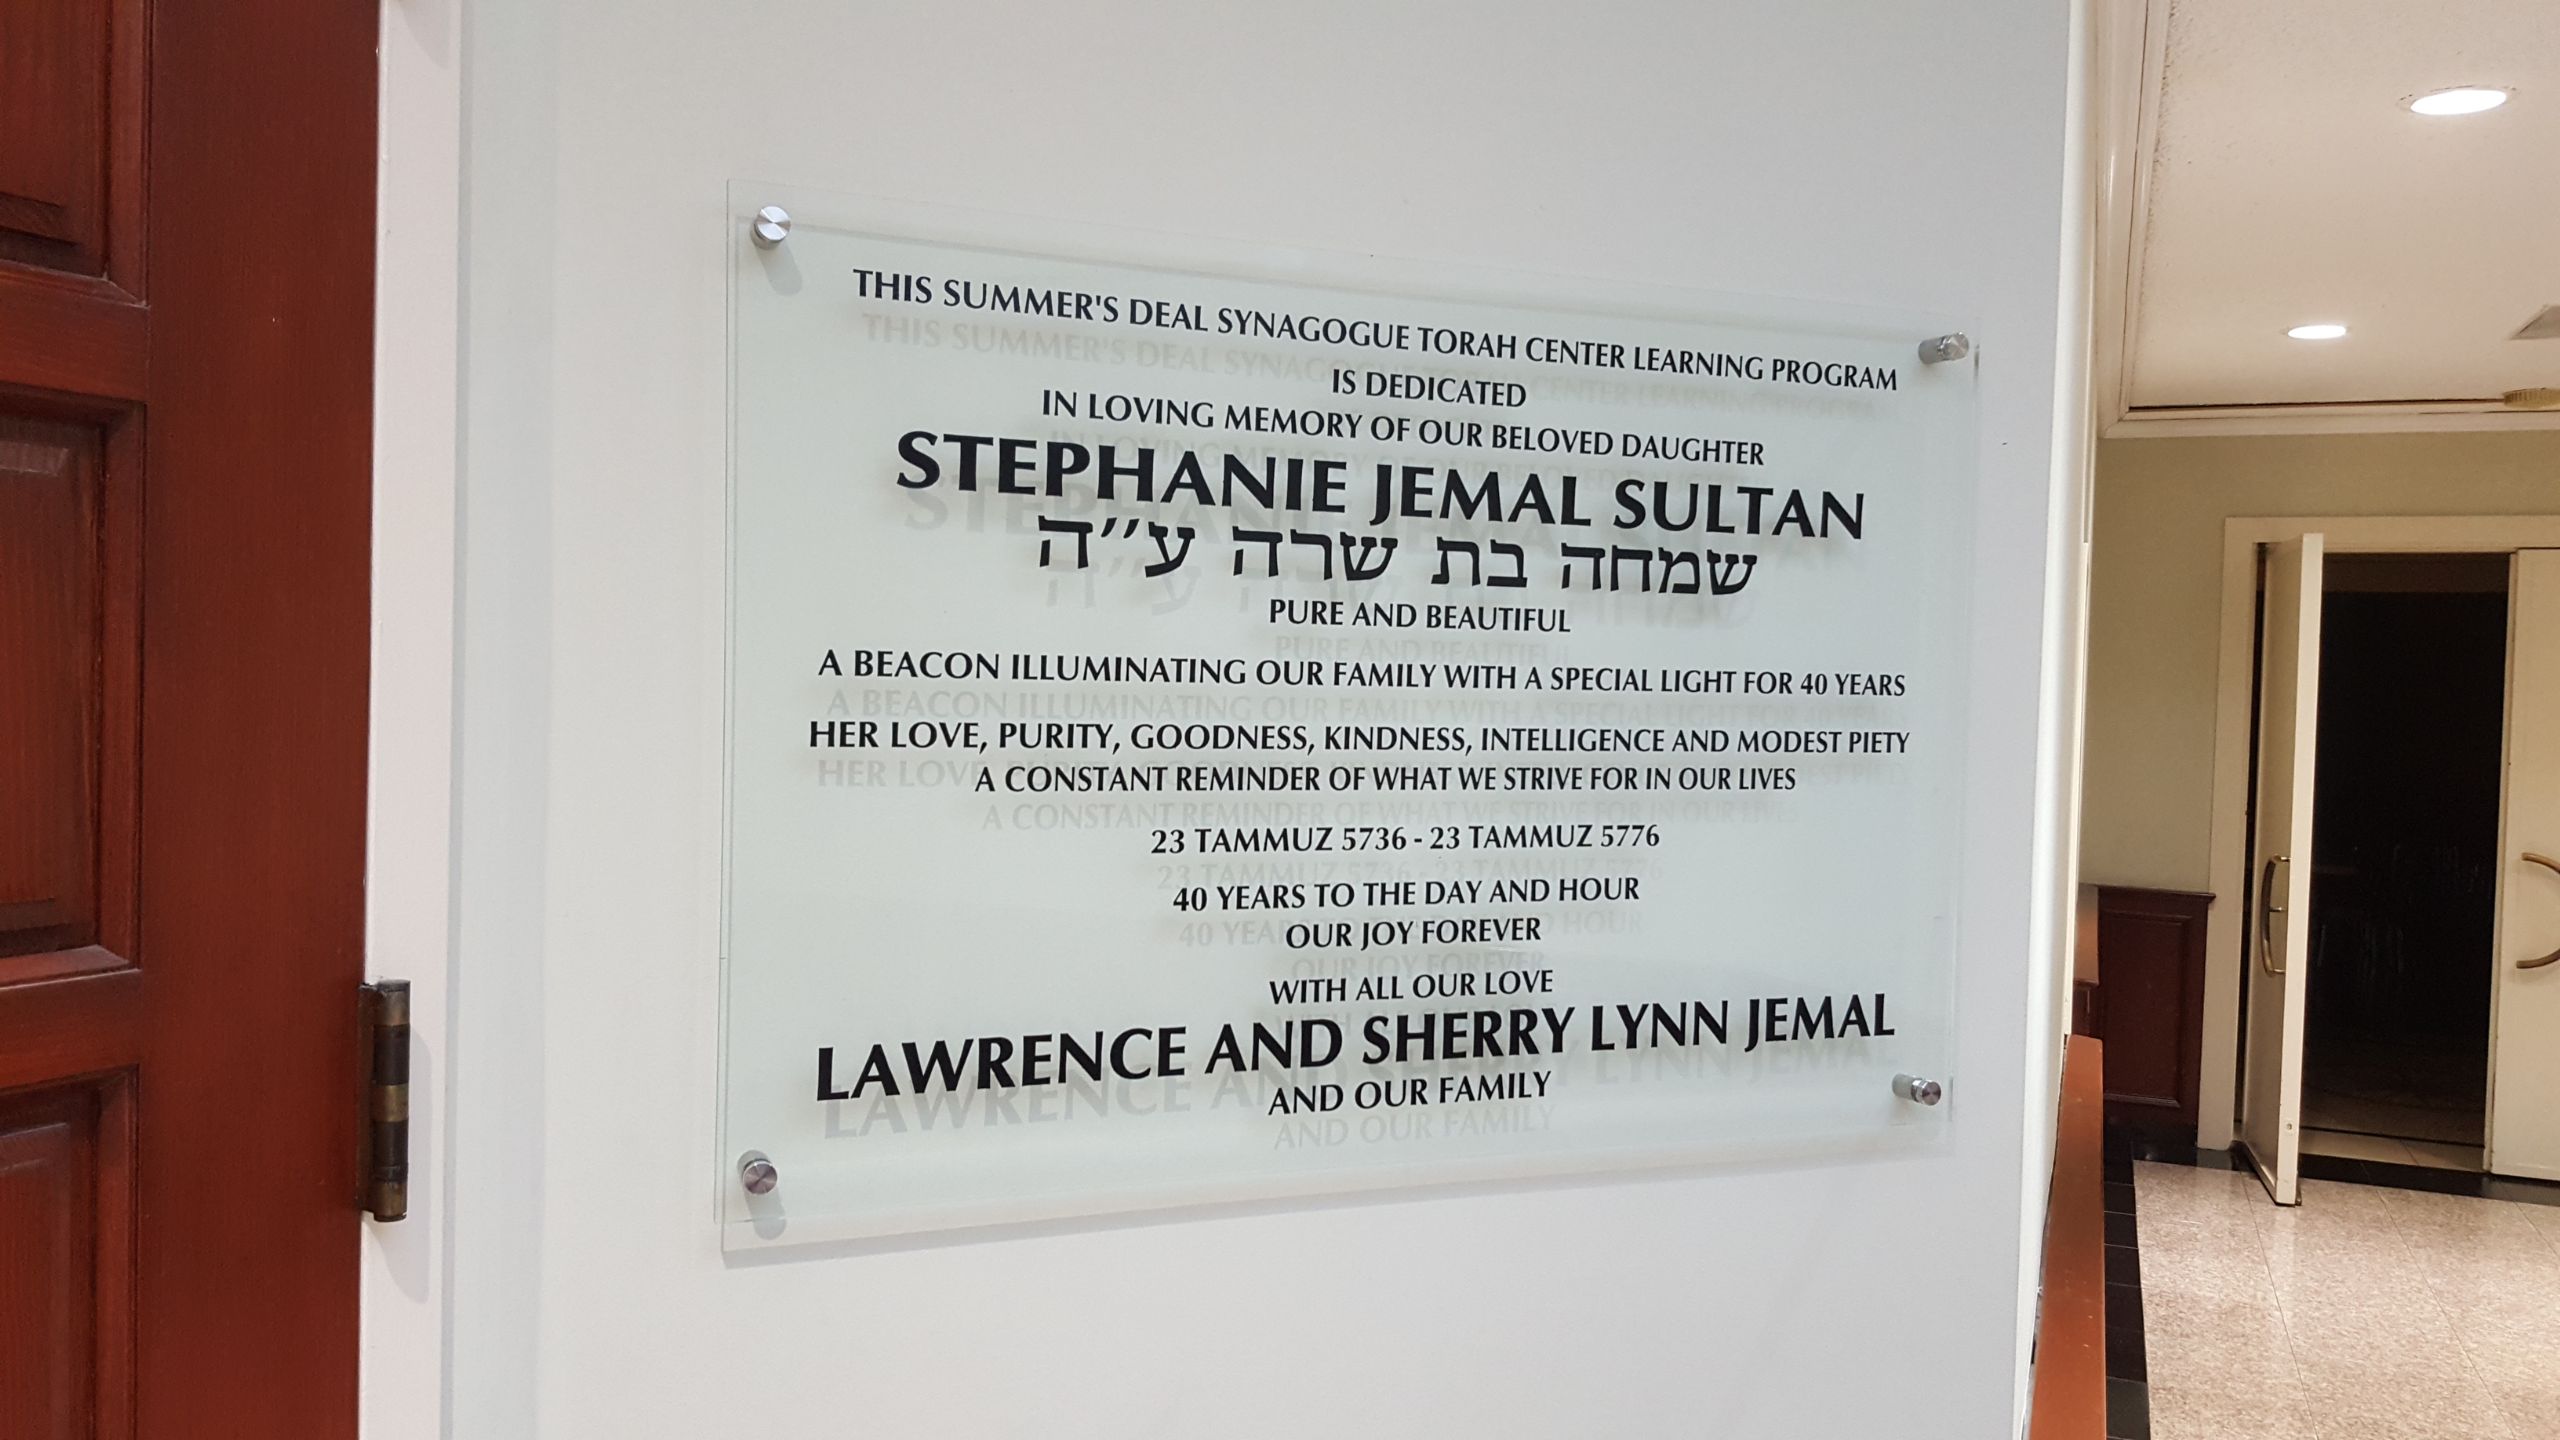 THIS SUMMER'S DEAL SYNAGOGUE TORAH CENTER LEARNING PROGRAM
IS DEDICATED
IN LOVING MEMORY OF OUR BELOVED DAUGHTER
STEPHANIE JEMAL SULTAN
שמחה בת שרה ע''ה
PURE AND BEAUTIFUL
A BEACON ILLUMINATING OUR FAMILY WITH A SPECIAL LIGHT FOR 40 YEARS
HER LOVE, PURITY, GOODNESS, KINDNESS, INTELLIGENCE AND MODEST PIETY
A CONSTANT REMINDER OF WHAT WE STRIVE FOR IN OUR LIVES
23 TAMMUZ 5736 - 23 TAMMUZ 5776
40 YEARS TO THE DAY AND HOUR
OUR JOY FOREVER
WITH ALL OUR LOVE
LAWRENCE AND SHERRY LYNN JEMAL
AND OUR FAMILY